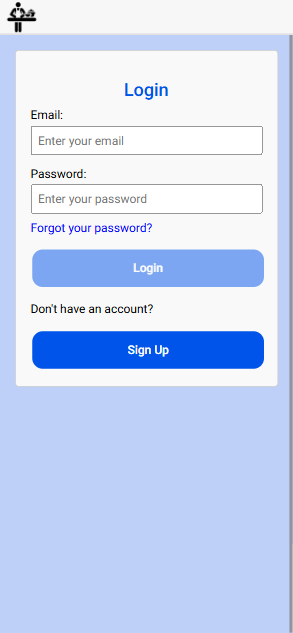 Login
Email:
Enter your email
Password:
Enter your password
Forgot your password?
Login
Don't have an account?
Sign Up